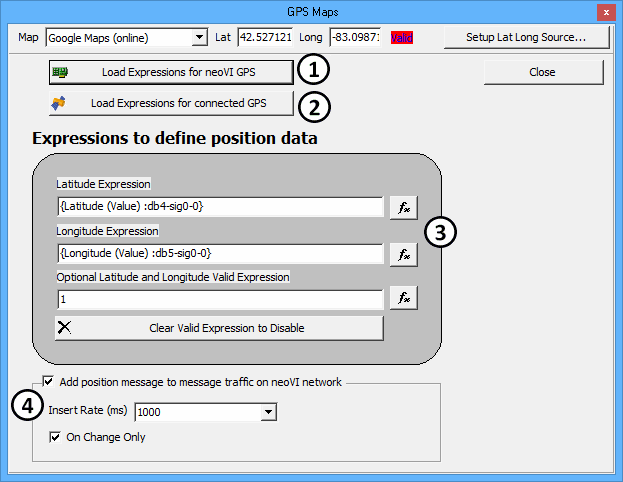 GPS Maps
x
Map Google Maps (online) Lat 42.527121 Long -83.09871 Valid Setup Lat Long Source...
Load Expressions for neoVI GPS 1 Close
Load Expressions for connected GPS 2
Expressions to define position data
Latitude Expression
{Latitude (Value) :db4-sig0-0} fx
Longitude Expression 3
{Longitude (Value) :db5-sig0-0} fx
Optional Latitude and Longitude Valid Expression
1 fx
Clear Valid Expression to Disable
Add position message to message traffic on neoVI network
4 Insert Rate (ms) 1000
On Change Only